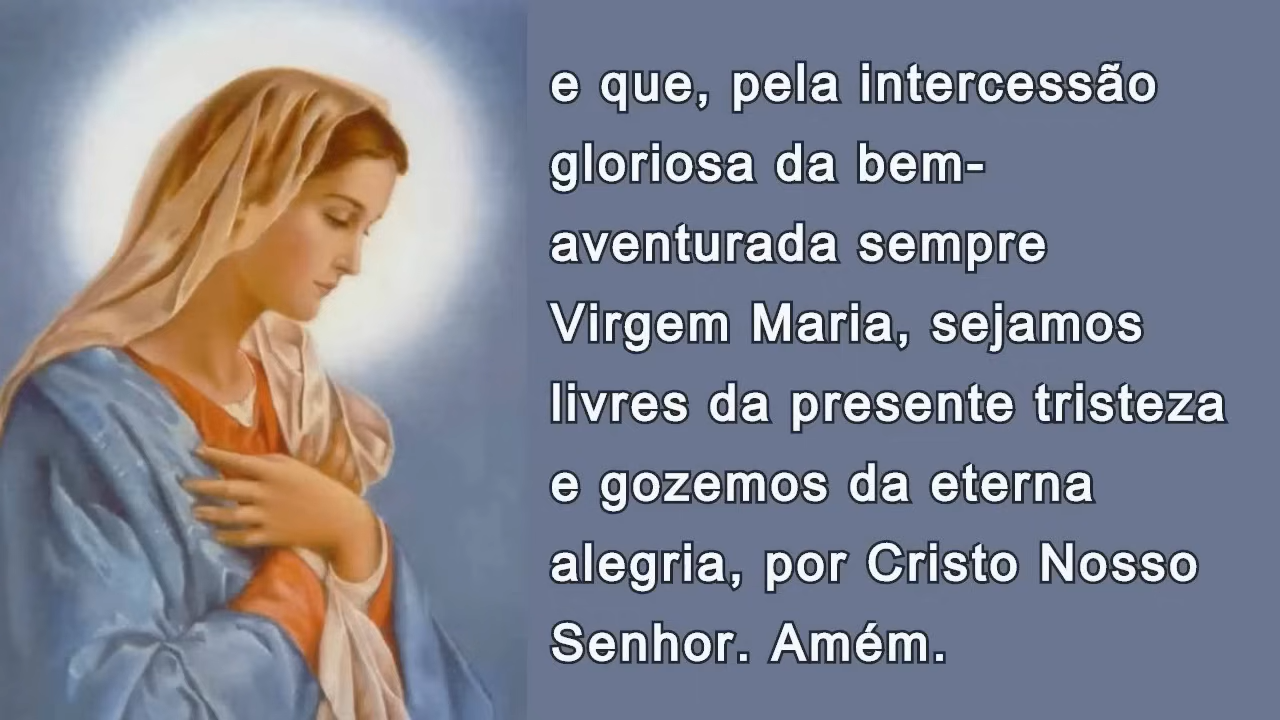 e que, pela intercessão
gloriosa da bem-
aventurada sempre
Virgem Maria, sejamos
livres da presente tristeza
e gozemos da eterna
alegria, por Cristo Nosso
Senhor. Amém.